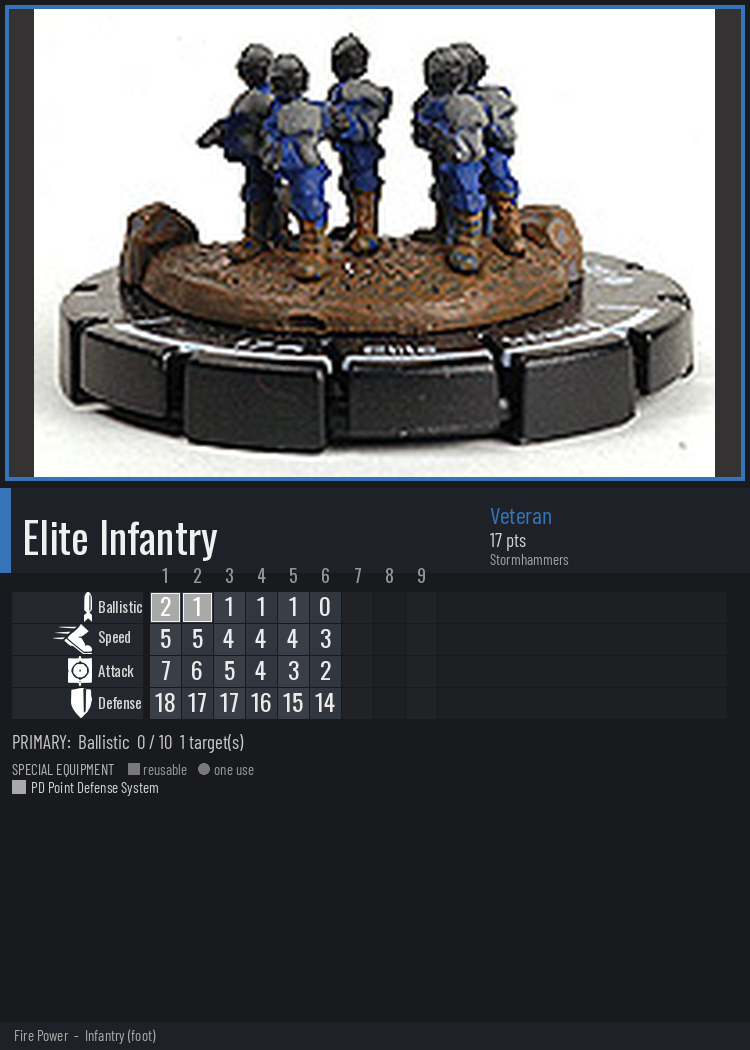 Elite
Elite Infantry
Veteran
17 pts
Stormhammers
1 2 3 4 5 6 7 8 9
Ballistic 2 1 1 1 1 0
Speed 5 5 4 4 4 3
Attack 7 6 5 4 3 2
Defense 18 17 17 16 15 14
PRIMARY: Ballistic 0 / 10 1 target(s)
SPECIAL EQUIPMENT reusable one use
PD Point Defense System
Fire Power - Infantry (foot)